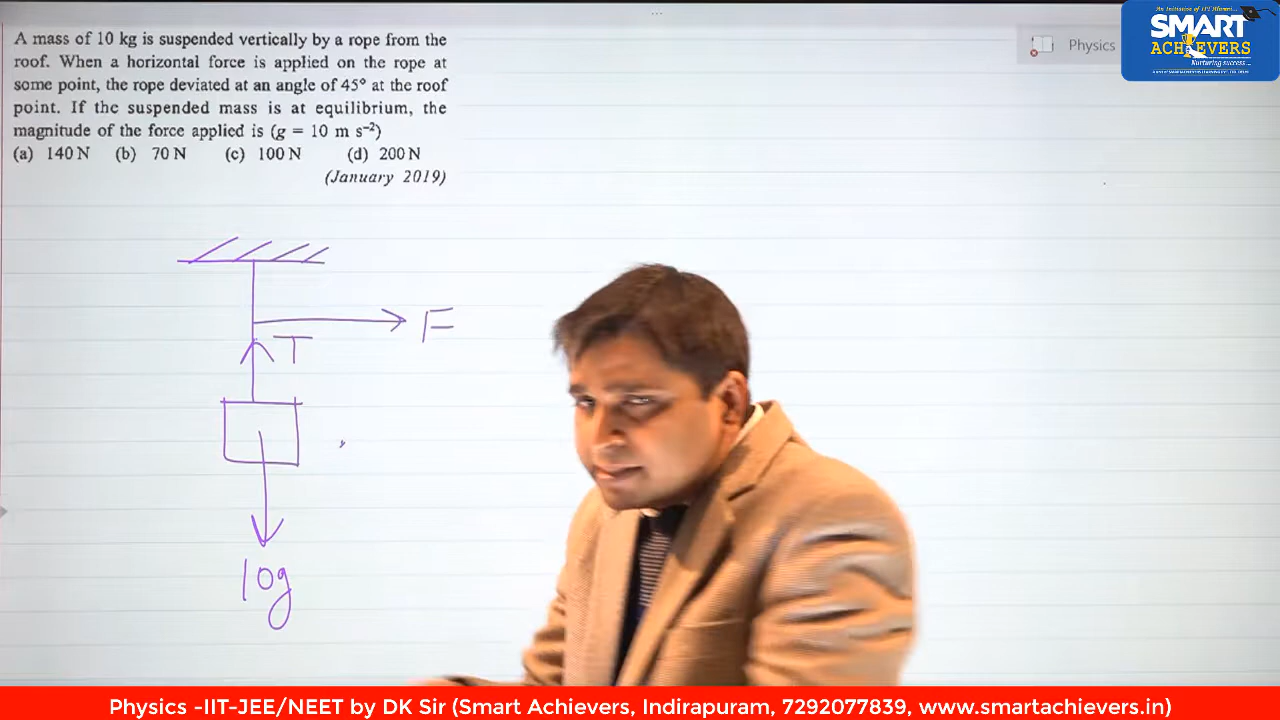 A mass of 10 kg is suspended vertically by a rope from the
roof. When a horizontal force is applied on the rope at
some point, the rope deviated at an angle of 45° at the roof
point. If the suspended mass is at equilibrium, the
magnitude of the force applied is (g = 10 m s⁻²)
(a) 140 N (b) 70 N (c) 100 N (d) 200 N
(January 2019)
Physics
An Initiative of IIT Alumni...
SMART
ACHIEVERS
Nurturing success ...
F
T
10g
Physics -IIT-JEE/NEET by DK Sir (Smart Achievers, Indirapuram, 7292077839, www.smartachievers.in)